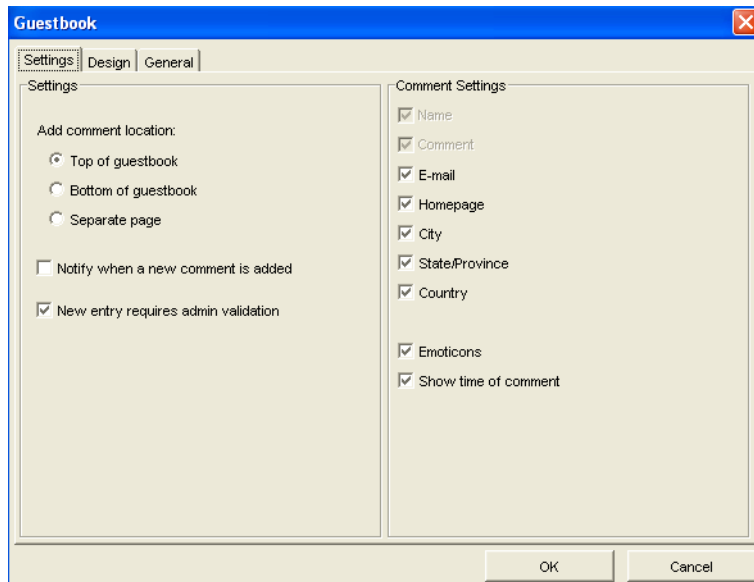 Guestbook
Settings Design General
Settings
Add comment location:
Top of guestbook
Bottom of guestbook
Separate page
Notify when a new comment is added
New entry requires admin validation
Comment Settings
Name
Comment
E-mail
Homepage
City
State/Province
Country
Emoticons
Show time of comment
OK Cancel